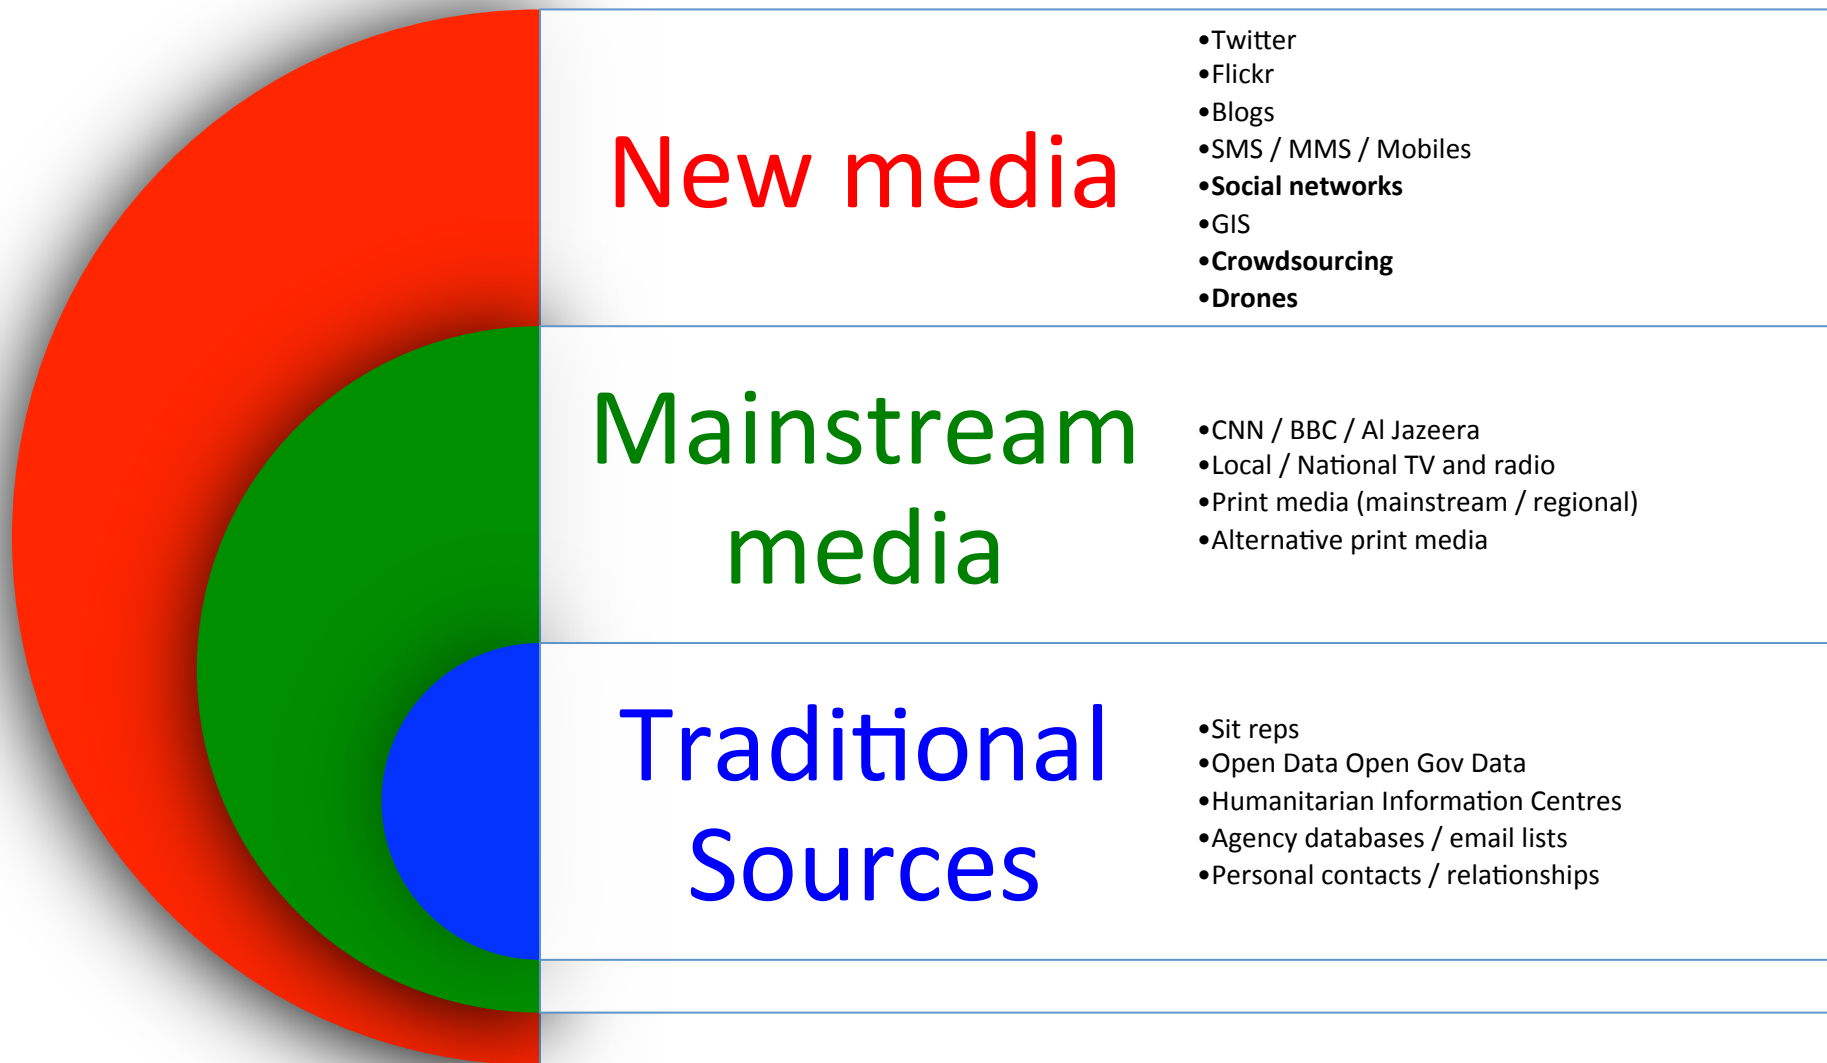 New media
•Twitter
•Flickr
•Blogs
•SMS / MMS / Mobiles
•Social networks
•GIS
•Crowdsourcing
•Drones
Mainstream
media
•CNN / BBC / Al Jazeera
•Local / National TV and radio
•Print media (mainstream / regional)
•Alternative print media
Traditional
Sources
•Sit reps
•Open Data Open Gov Data
•Humanitarian Information Centres
•Agency databases / email lists
•Personal contacts / relationships